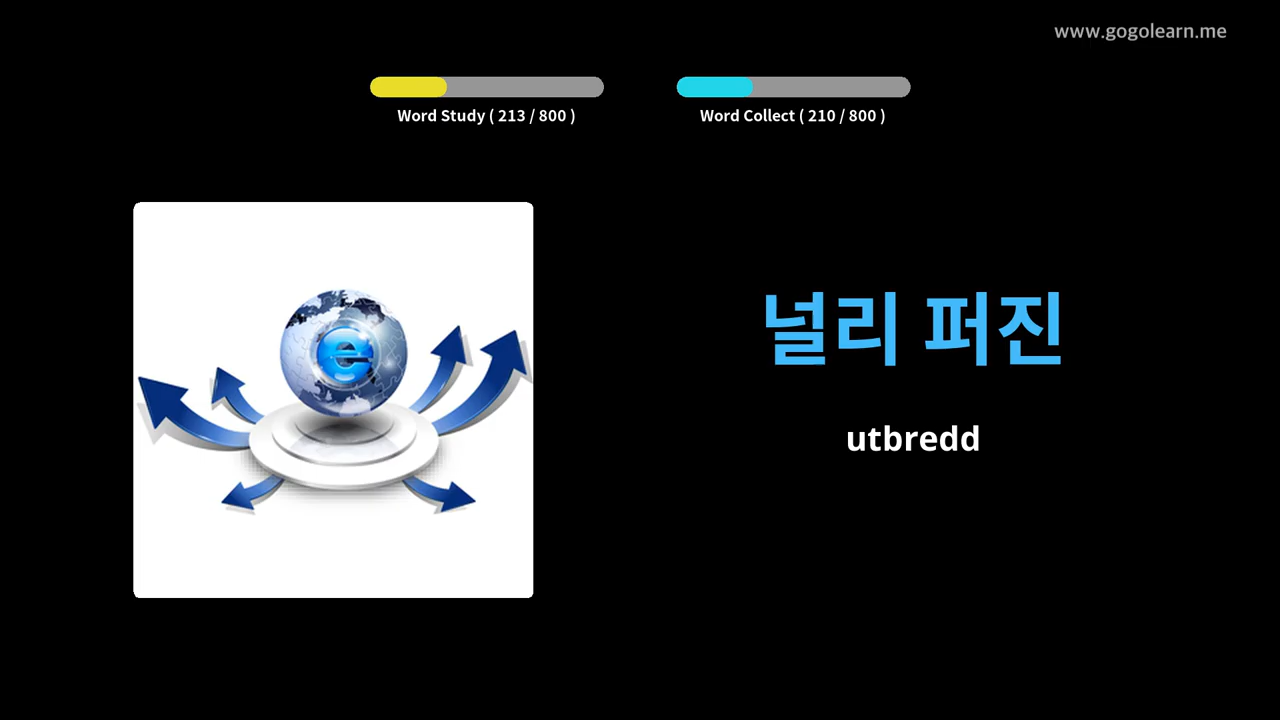 www.gogolearn.me
Word Study ( 213 / 800 )
Word Collect ( 210 / 800 )
e
널리 퍼진
utbredd